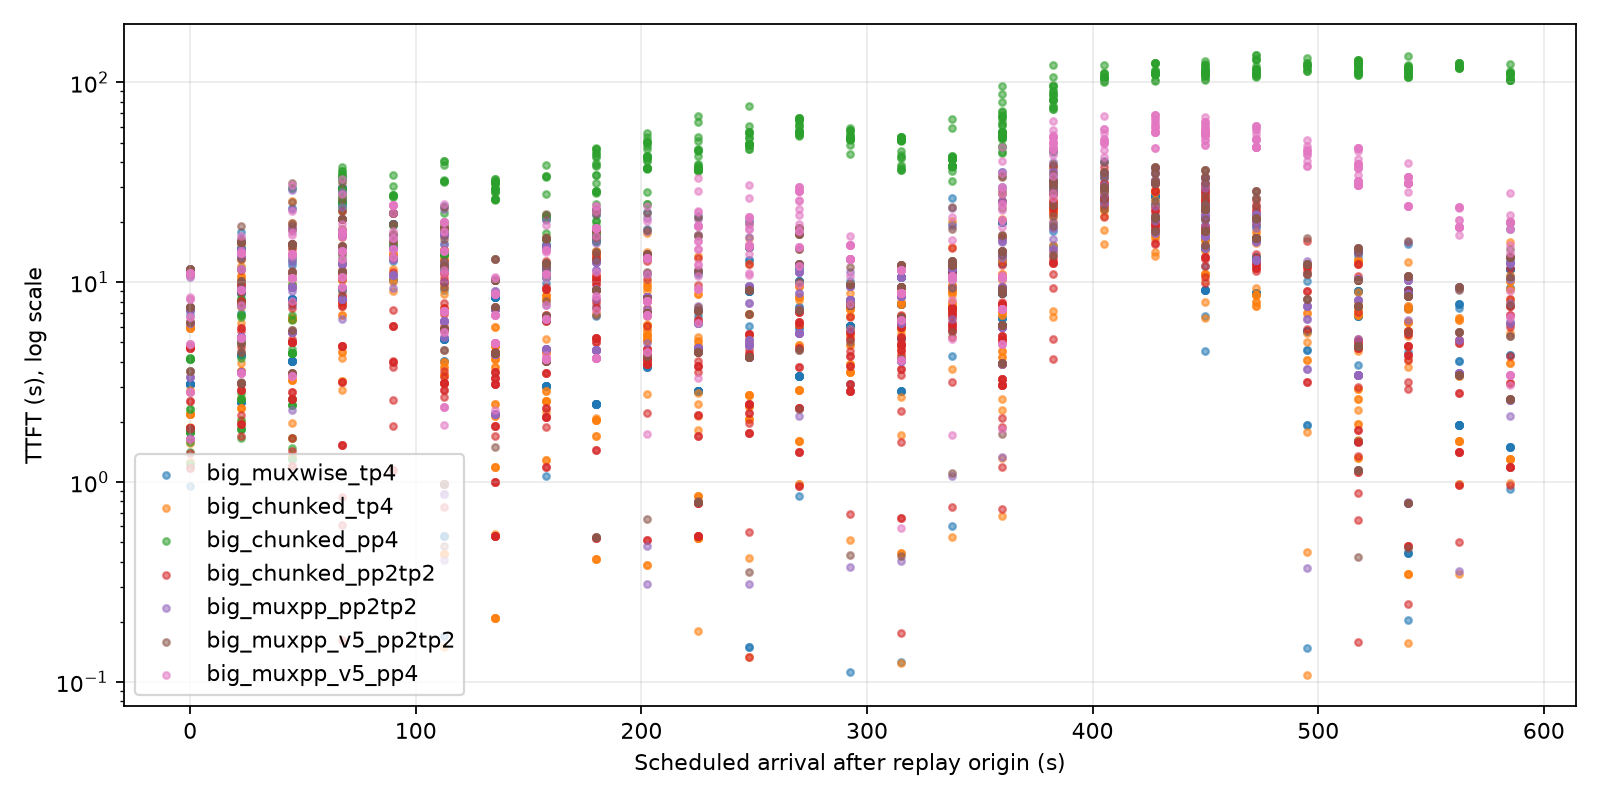 TTFT (s), log scale
10²
10¹
10⁰
10⁻¹
big_muxwise_tp4
big_chunked_tp4
big_chunked_pp4
big_chunked_pp2tp2
big_muxpp_pp2tp2
big_muxpp_v5_pp2tp2
big_muxpp_v5_pp4
0 100 200 300 400 500 600
Scheduled arrival after replay origin (s)